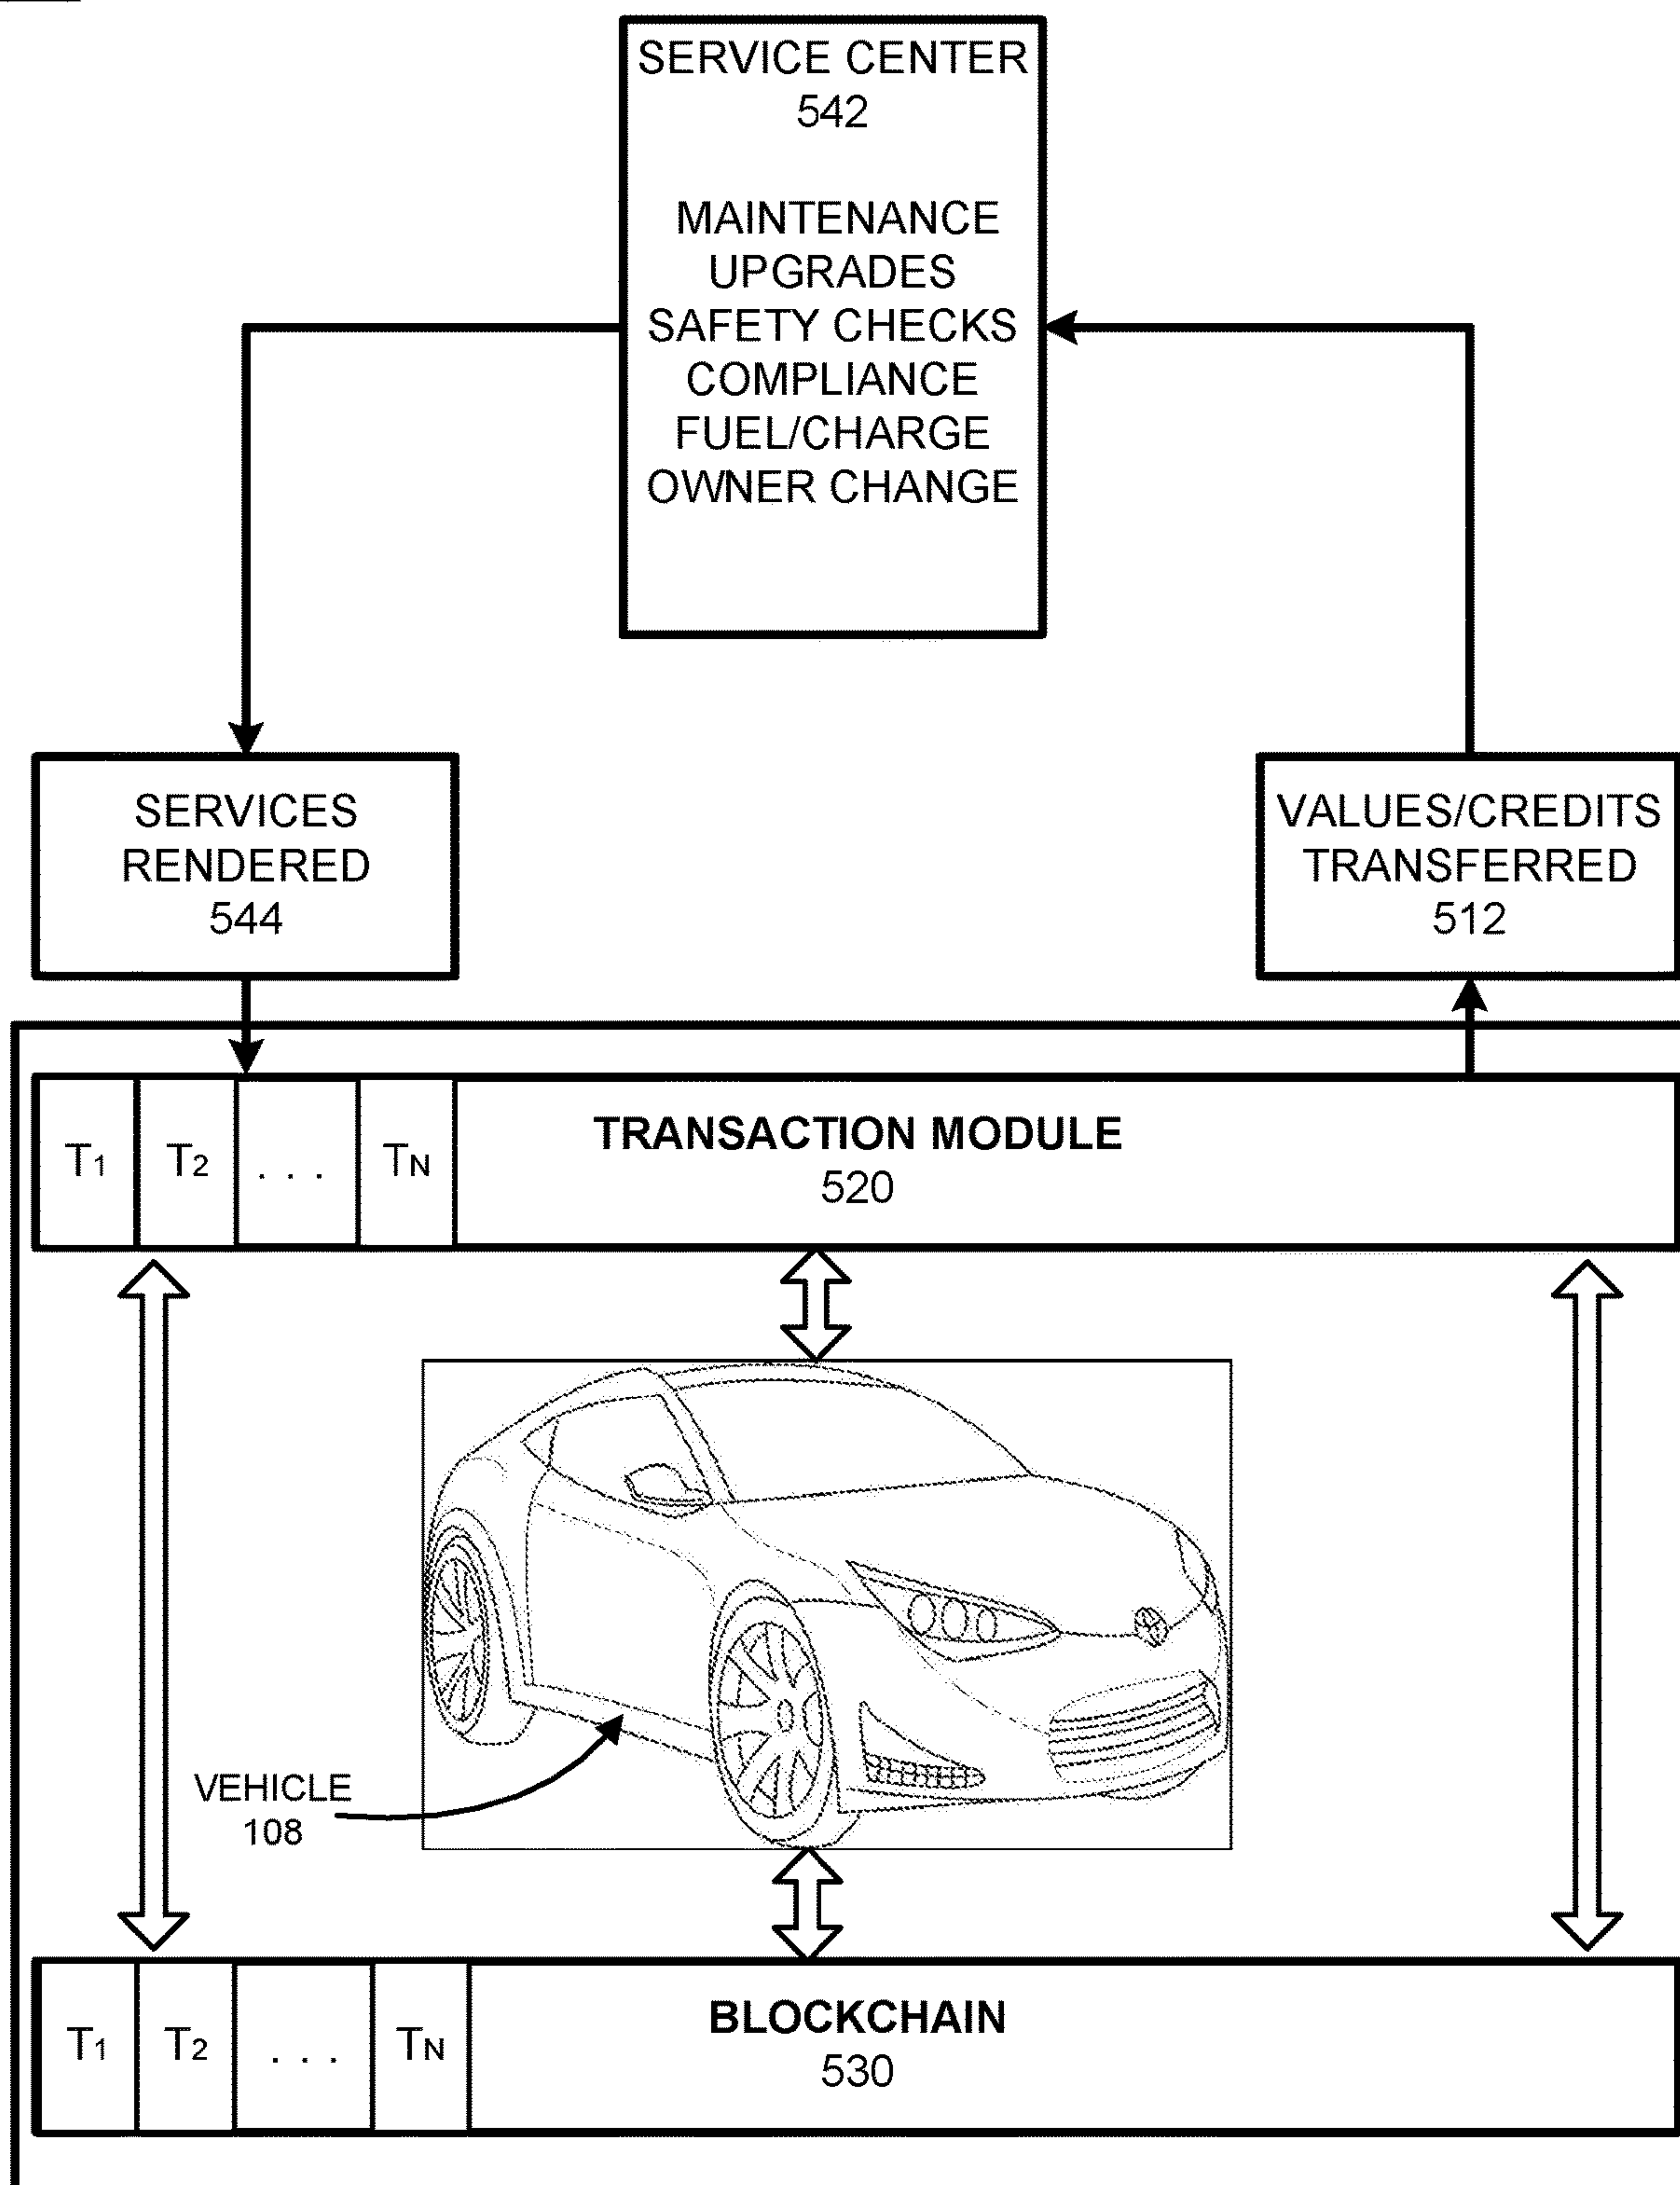 SERVICE CENTER
542
MAINTENANCE
UPGRADES
SAFETY CHECKS
COMPLIANCE
FUEL/CHARGE
OWNER CHANGE
SERVICES
RENDERED
544
VALUES/CREDITS
TRANSFERRED
512
T1 T2 . . . TN
TRANSACTION MODULE
520
VEHICLE
108
T1 T2 . . . TN
BLOCKCHAIN
530